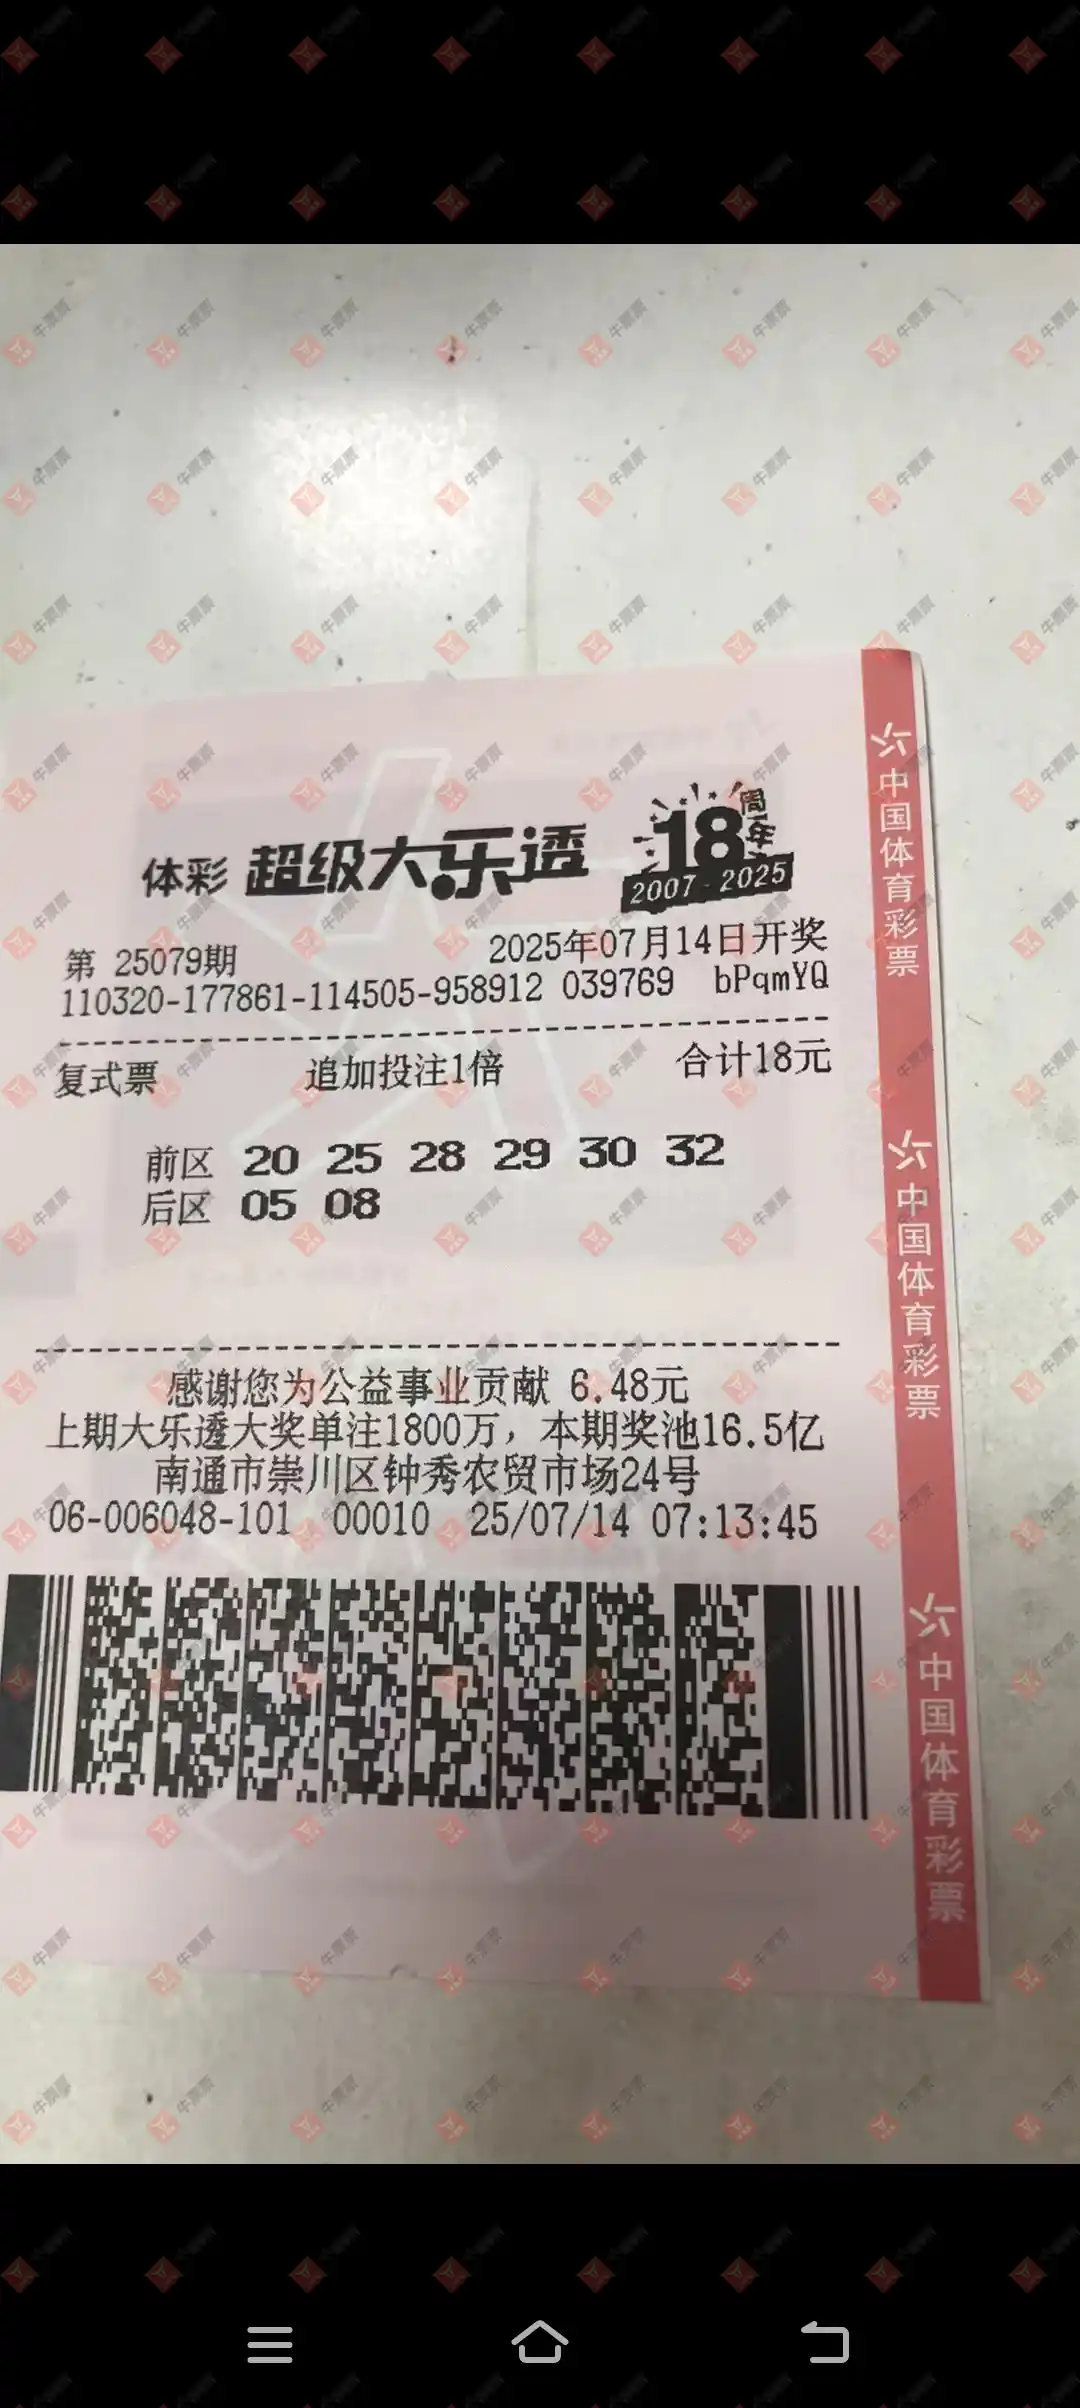 体彩 超级大乐透 18周年
2007-2025
第 25079期 2025年07月14日开奖
110320-177861-114505-958912 039769 bPqmYQ
复式票 追加投注1倍 合计18元
前区 20 25 28 29 30 32
后区 05 08
感谢您为公益事业贡献 6.48元
上期大乐透大奖单注1800万，本期奖池16.5亿
南通市崇川区钟秀农贸市场24号
06-006048-101 00010 25/07/14 07:13:45
中国体育彩票
中国体育彩票
中国体育彩票
牛票票